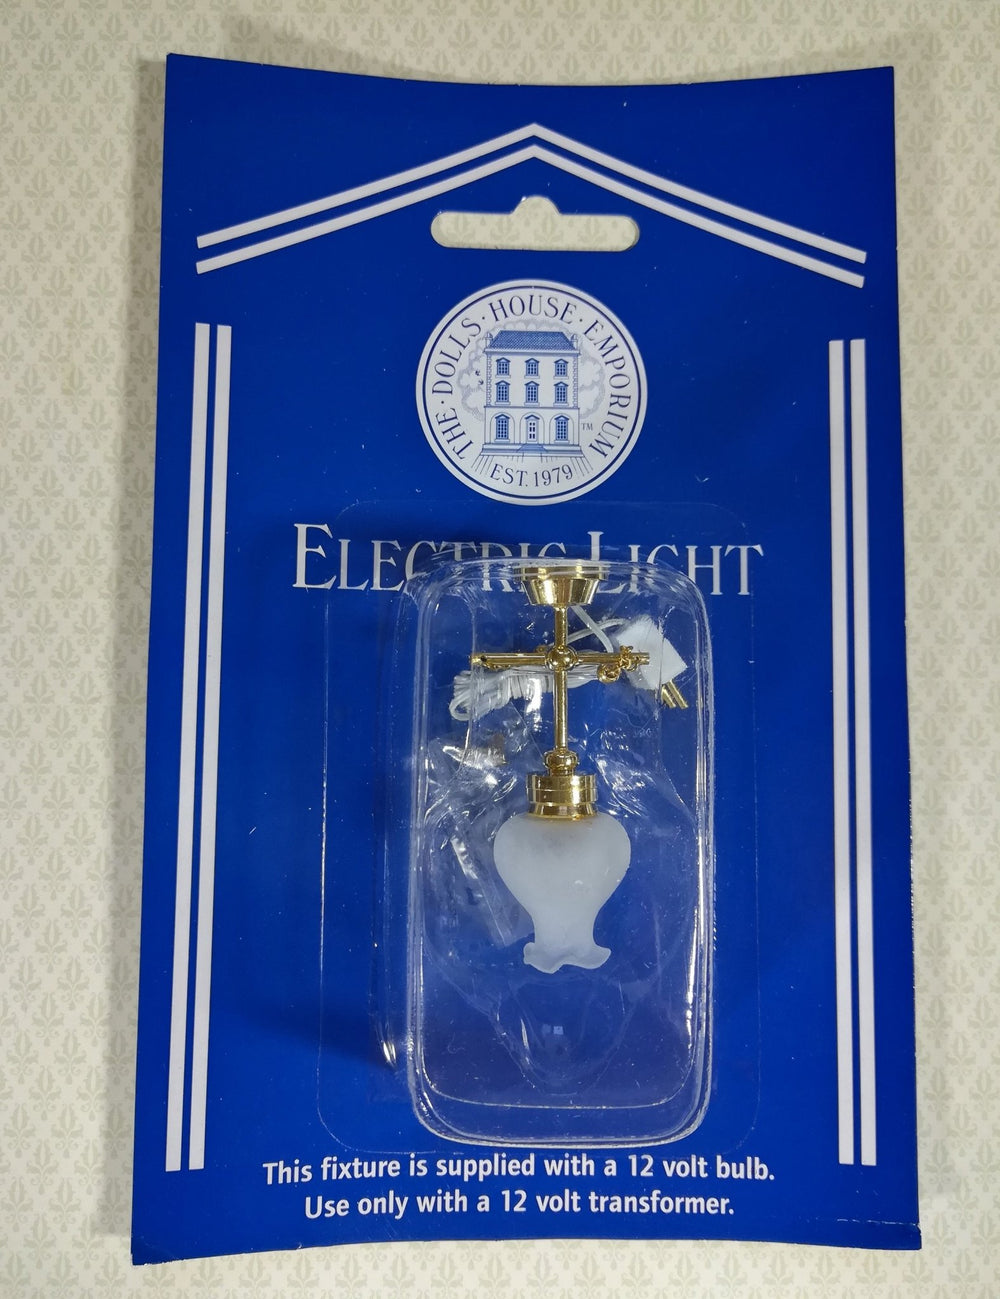 THE · DOLLS · HOUSE · EMPORIUM
TM
EST. 1979
ELECTRIC LIGHT
This fixture is supplied with a 12 volt bulb.
Use only with a 12 volt transformer.